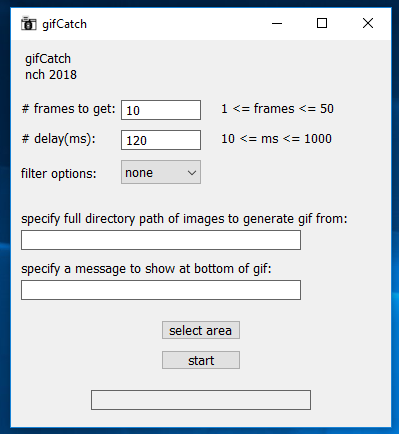 gifCatch
gifCatch
nch 2018
# frames to get: 10 1 <= frames <= 50
# delay(ms): 120 10 <= ms <= 1000
filter options: none
specify full directory path of images to generate gif from:
specify a message to show at bottom of gif:
select area
start